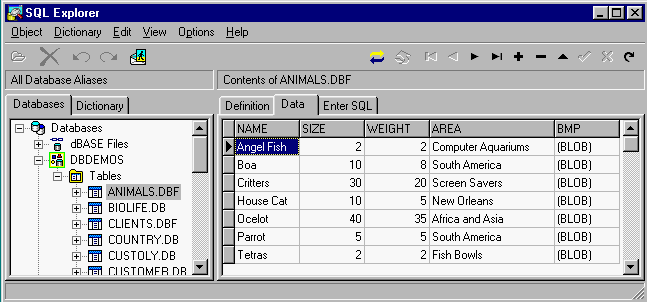 SQL Explorer
Object Dictionary Edit View Options Help
All Database Aliases
Contents of ANIMALS.DBF
Databases Dictionary
Databases
dBASE Files
DBDEMOS
Tables
ANIMALS.DBF
BIOLIFE.DB
CLIENTS.DBF
COUNTRY.DB
CUSTOLY.DB
CUSTOMER.DB
Definition Data Enter SQL
NAME SIZE WEIGHT AREA BMP
Angel Fish 2 2 Computer Aquariums (BLOB)
Boa 10 8 South America (BLOB)
Critters 30 20 Screen Savers (BLOB)
House Cat 10 5 New Orleans (BLOB)
Ocelot 40 35 Africa and Asia (BLOB)
Parrot 5 5 South America (BLOB)
Tetras 2 2 Fish Bowls (BLOB)